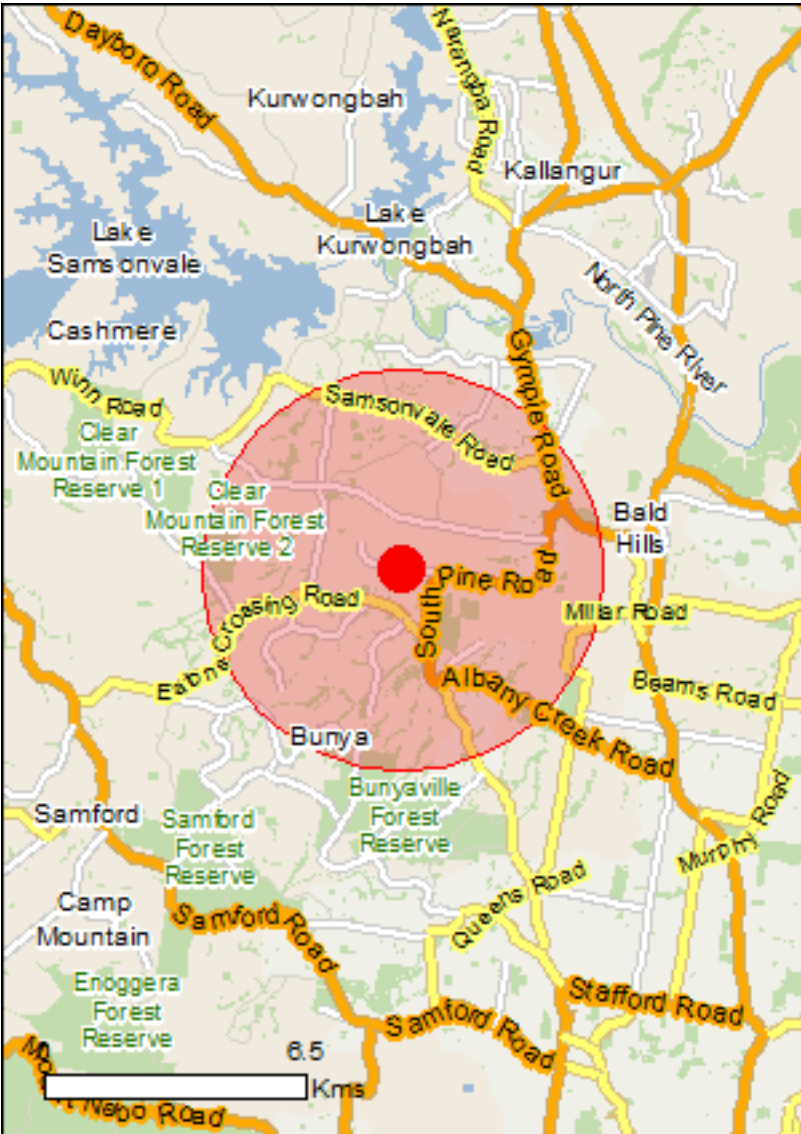 Dayboro Road
Narangba Road
Kurwongbah
Kallangur
Lake
Kurwongbah
Lake
Samsonvale
North Pine River
Cashmere
Gympie Road
Winn Road
Samsonvale Road
Clear
Mountain Forest
Reserve 1
Clear
Mountain Forest
Reserve 2
Bald
Hills
South Pine Road
Eatons Crossing Road
Millar Road
Albany Creek Road
Beams Road
Bunya
Bunyaville
Forest
Reserve
Samford
Samford
Forest
Reserve
Murphy Road
Queens Road
Camp
Mountain
Samford Road
Enoggera
Forest
Reserve
Stafford Road
Samford Road
6.5
Kms
Mount Nebo Road